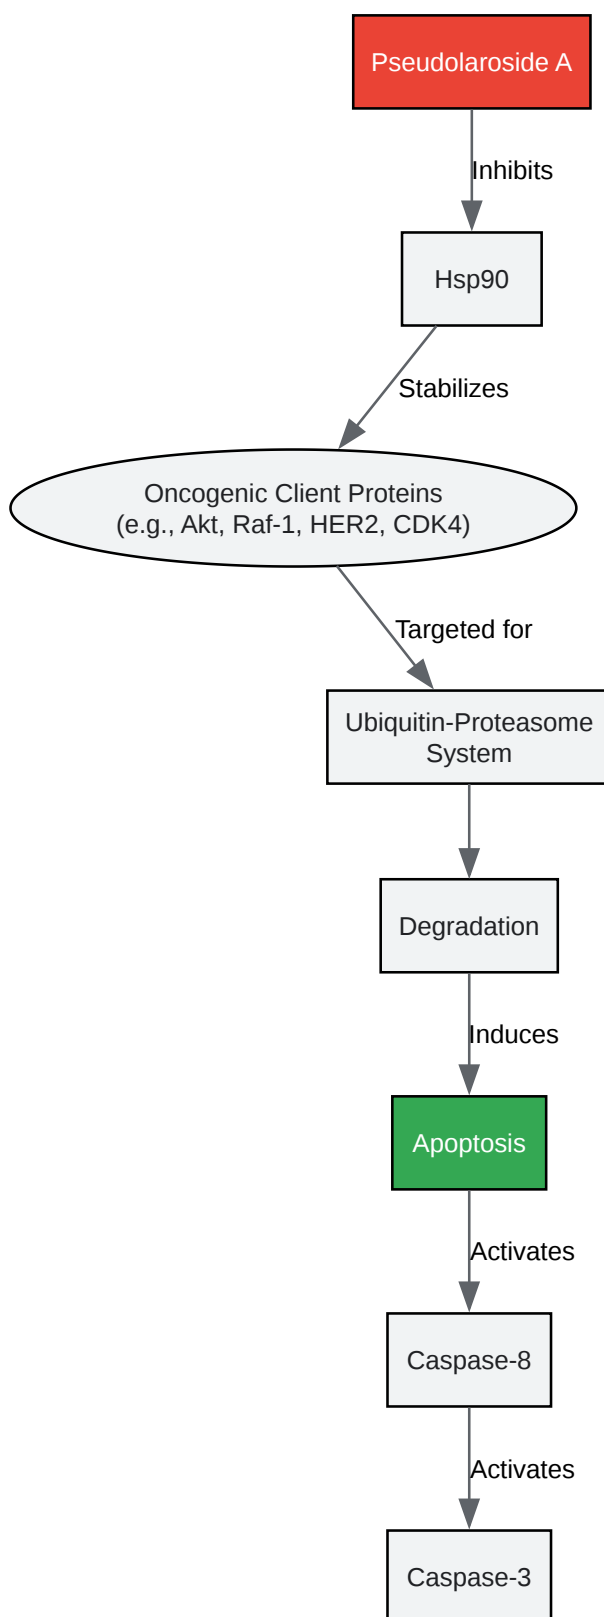 Pseudolaroside A
Inhibits
Hsp90
Stabilizes
Oncogenic Client Proteins
(e.g., Akt, Raf-1, HER2, CDK4)
Targeted for
Ubiquitin-Proteasome
System
Degradation
Induces
Apoptosis
Activates
Caspase-8
Activates
Caspase-3